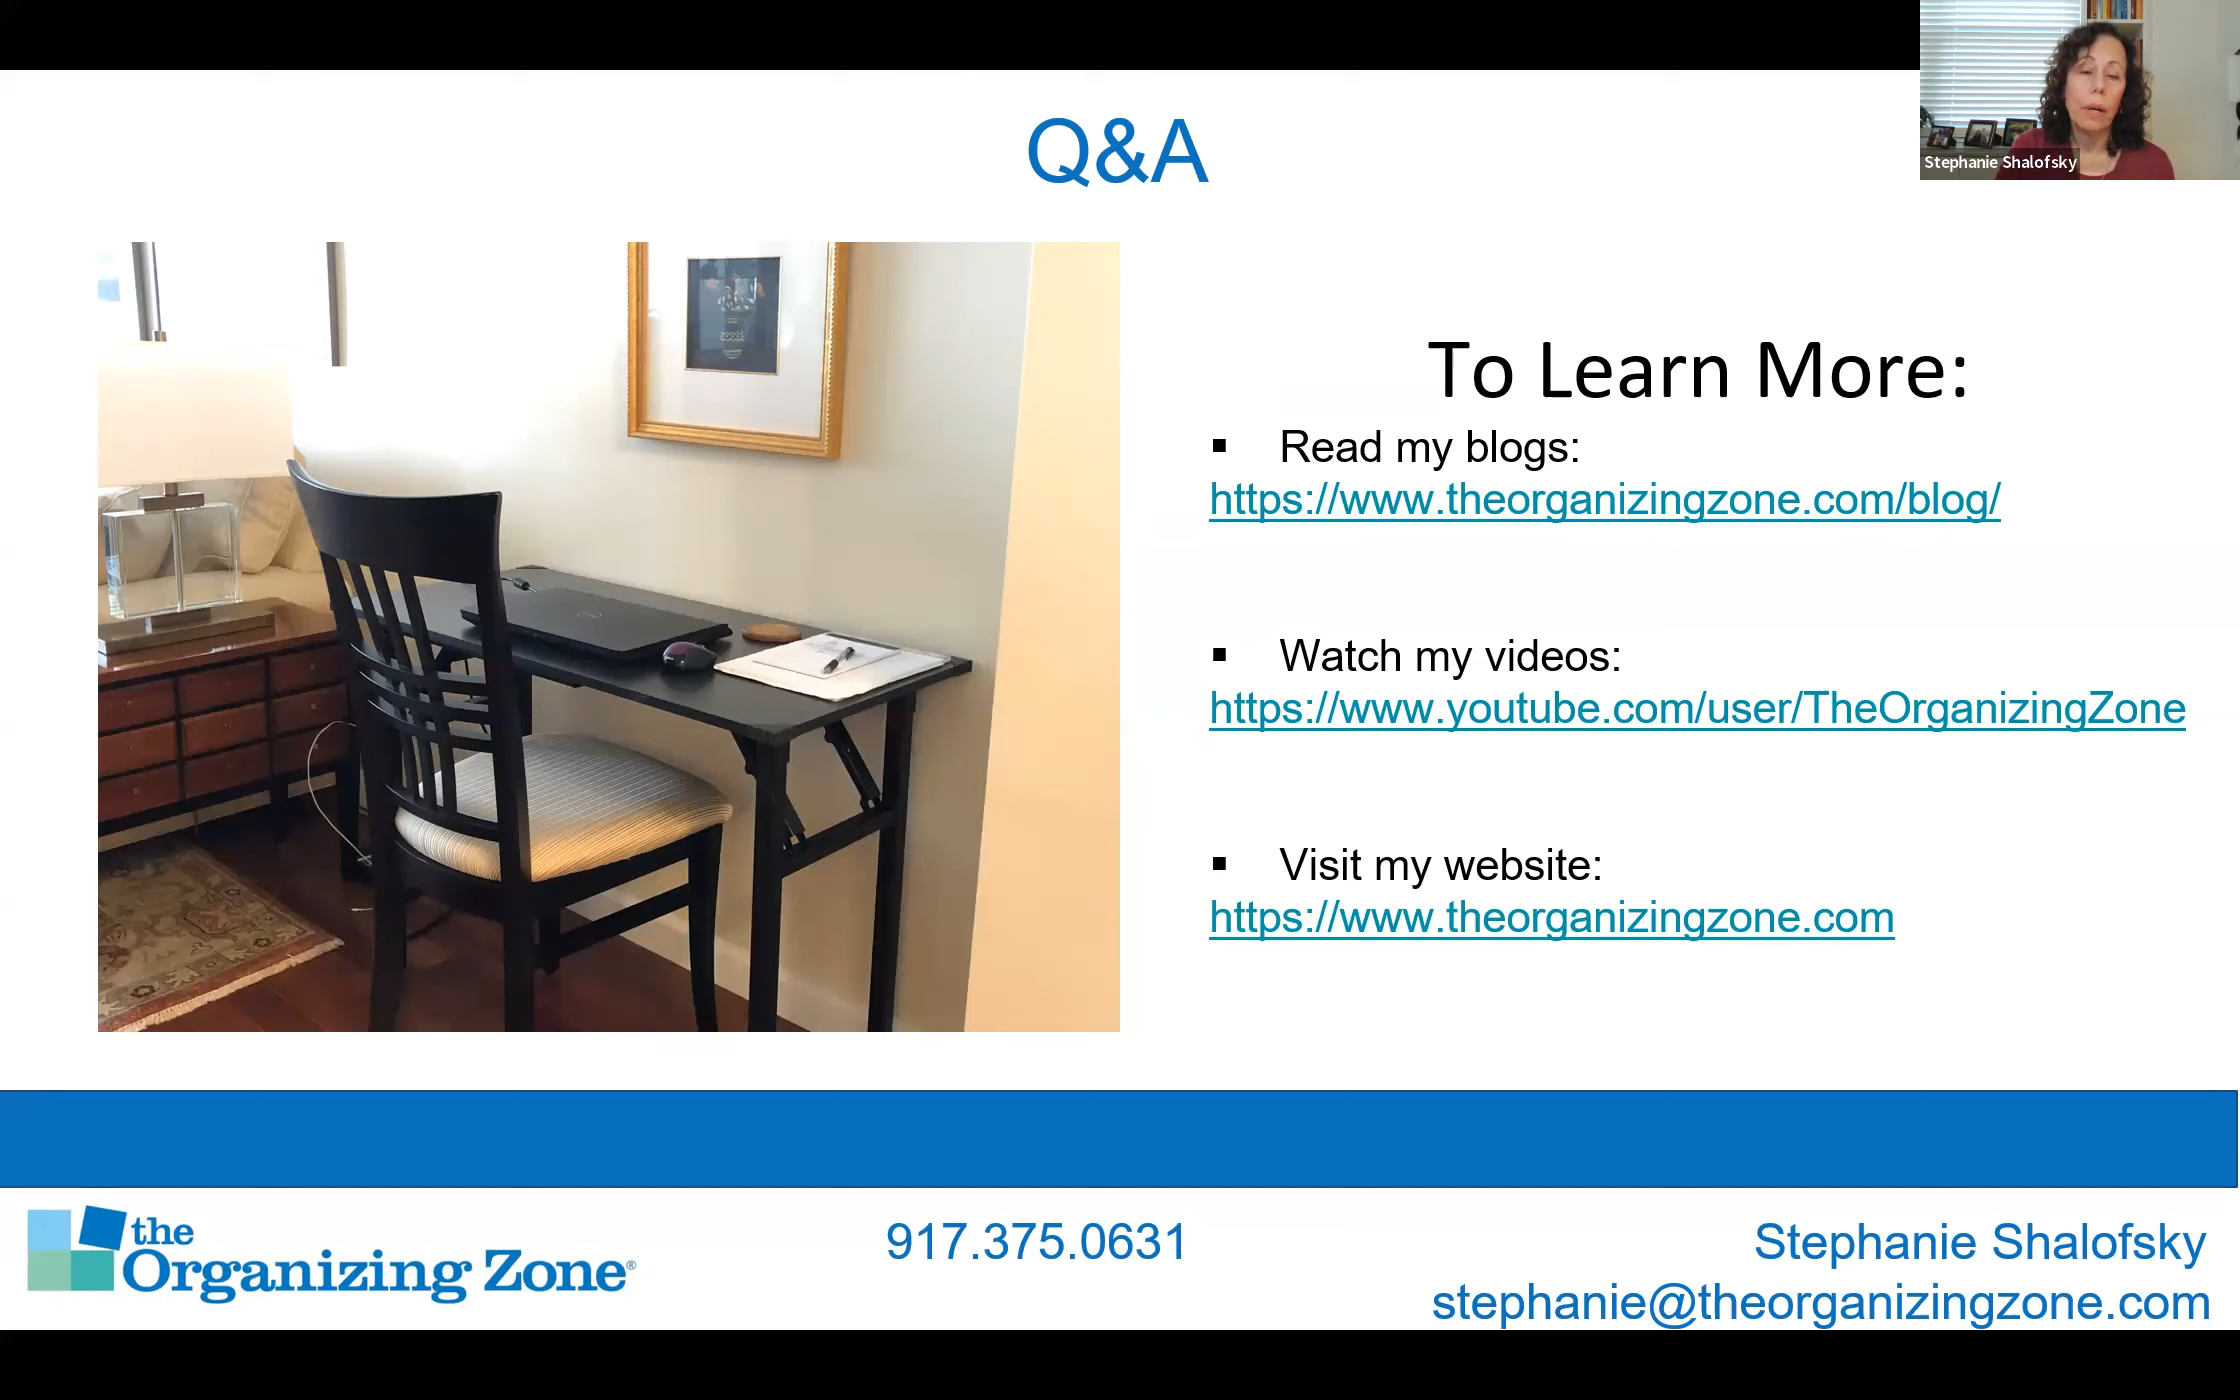 Q&A
Stephanie Shalofsky
To Learn More:
▪ Read my blogs:
https://www.theorganizingzone.com/blog/
▪ Watch my videos:
https://www.youtube.com/user/TheOrganizingZone
▪ Visit my website:
https://www.theorganizingzone.com
the
Organizing Zone®
917.375.0631
Stephanie Shalofsky
stephanie@theorganizingzone.com